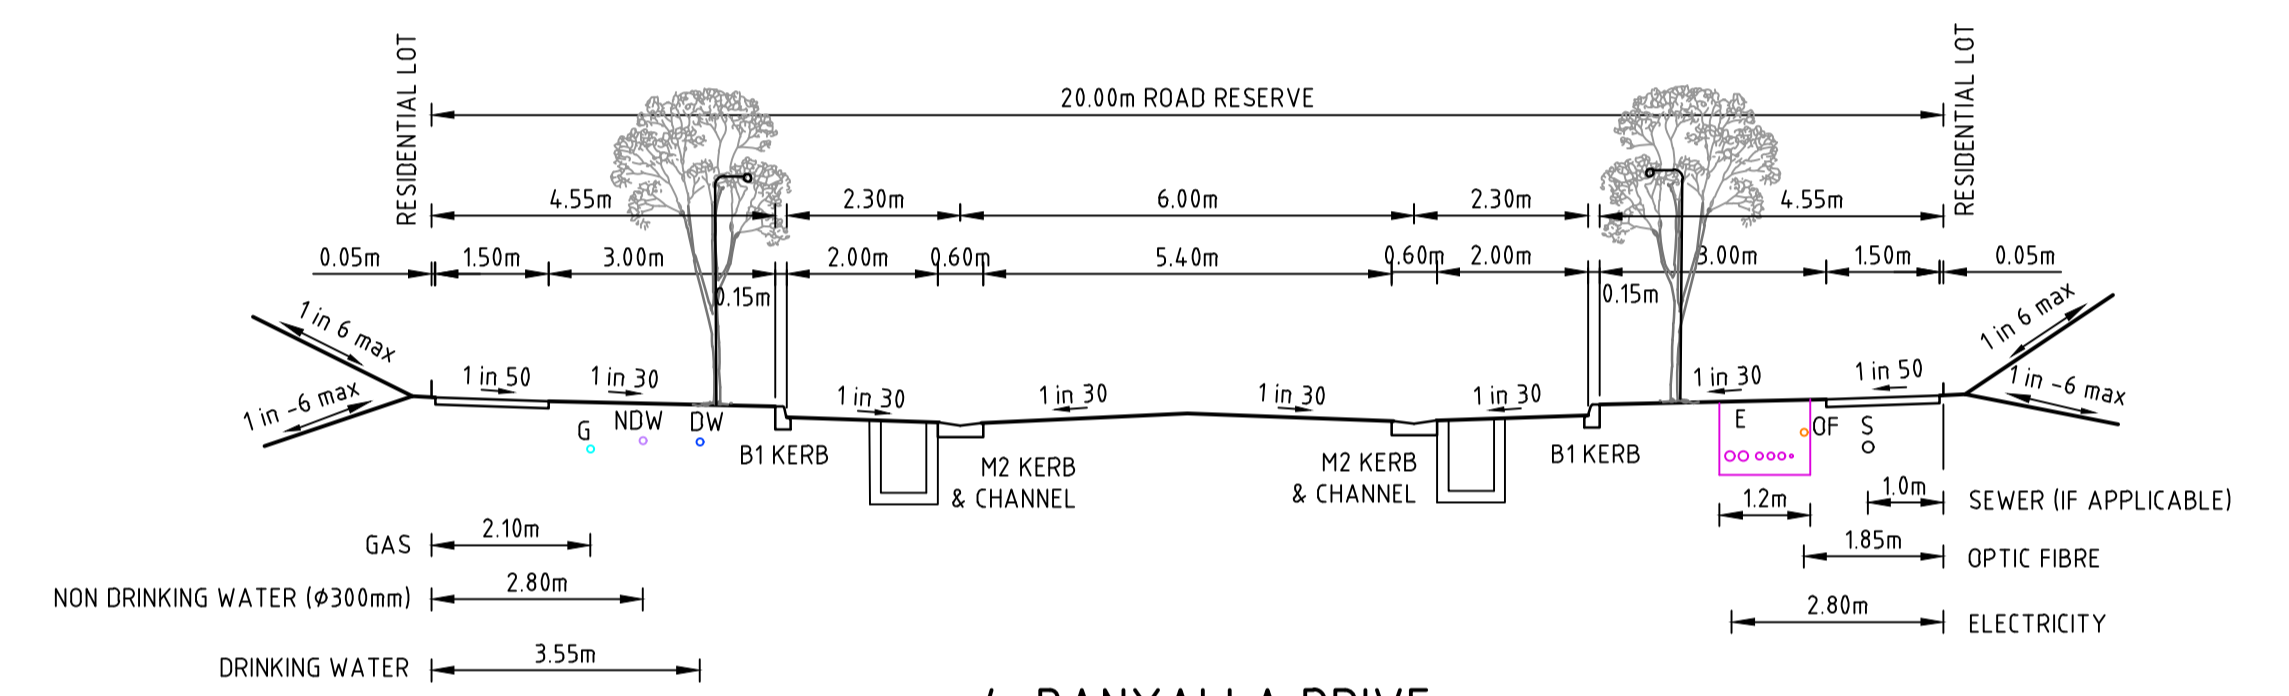 RESIDENTIAL LOT
RESIDENTIAL LOT
20.00m ROAD RESERVE
4.55m 2.30m 6.00m 2.30m 4.55m
0.05m 1.50m 3.00m 2.00m 0.60m 5.40m 0.60m 2.00m 3.00m 1.50m 0.05m
0.15m 0.15m
1 in 6 max
1 in 6 max
1 in -6 max
1 in 50
1 in 30
1 in 30
1 in 30
1 in 30
1 in 30
1 in 30
1 in 50
1 in -6 max
G NDW DW
E OF S
B1 KERB
M2 KERB
& CHANNEL
M2 KERB
& CHANNEL
B1 KERB
1.2m
1.0m SEWER (IF APPLICABLE)
GAS 2.10m
1.85m OPTIC FIBRE
NON DRINKING WATER (Ø300mm) 2.80m
2.80m ELECTRICITY
DRINKING WATER 3.55m